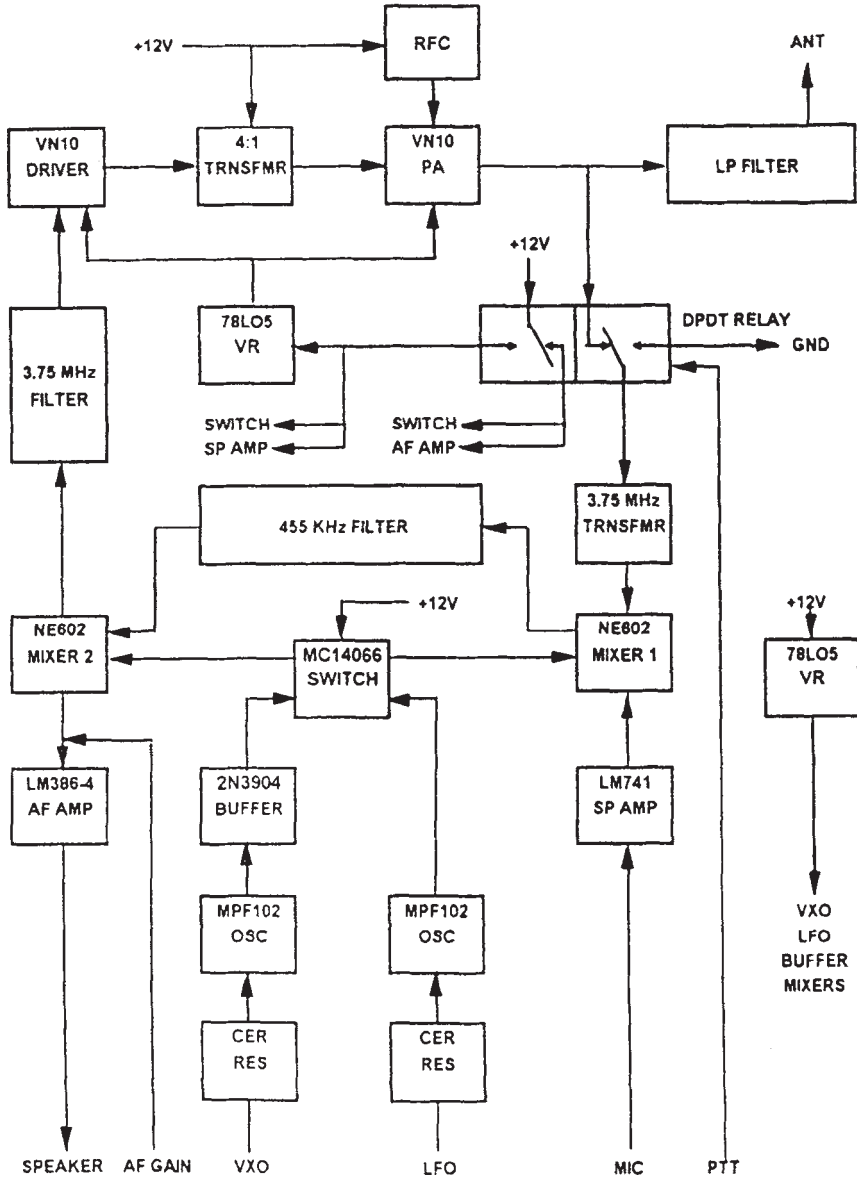 +12V
RFC
ANT
VN10
DRIVER
4:1
TRNSFMR
VN10
PA
LP FILTER
+12V
78LO5
VR
DPDT RELAY
GND
3.75 MHz
FILTER
SWITCH
SP AMP
SWITCH
AF AMP
455 KHz FILTER
3.75 MHz
TRNSFMR
+12V
NE602
MIXER 2
MC14066
SWITCH
NE602
MIXER 1
+12V
78LO5
VR
LM386-4
AF AMP
2N3904
BUFFER
LM741
SP AMP
MPF102
OSC
MPF102
OSC
VXO
LFO
BUFFER
MIXERS
CER
RES
CER
RES
SPEAKER
AF GAIN
VXO
LFO
MIC
PTT